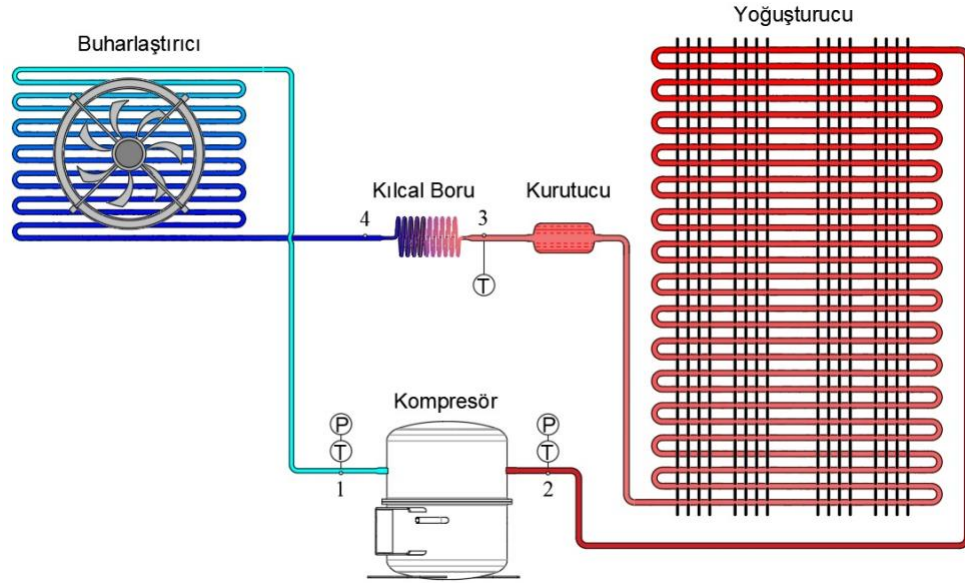 Yoğuşturucu
Buharlaştırıcı
Kılcal Boru
Kurutucu
4
3
T
Kompresör
P
T
1
P
T
2